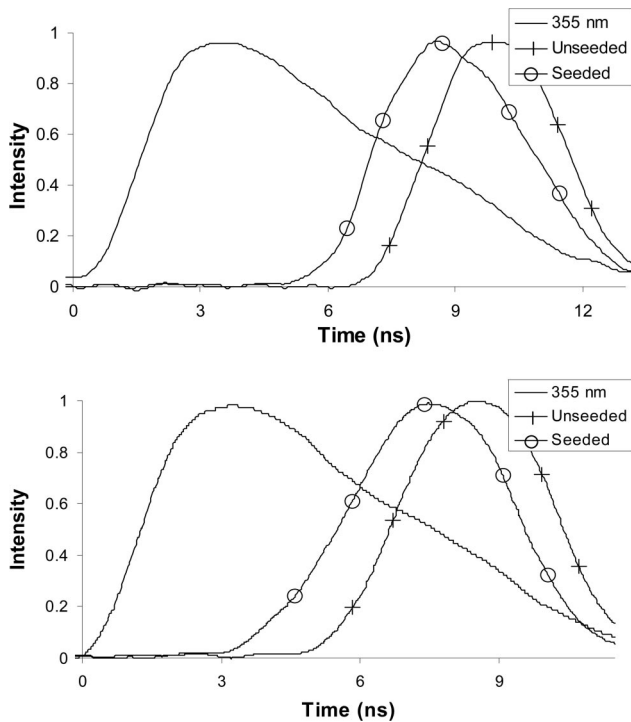 1
0.8
0.6
0.4
0.2
0
Intensity
0 3 6 9 12
Time (ns)
355 nm
Unseeded
Seeded
1
0.8
0.6
0.4
0.2
0
Intensity
0 3 6 9
Time (ns)
355 nm
Unseeded
Seeded